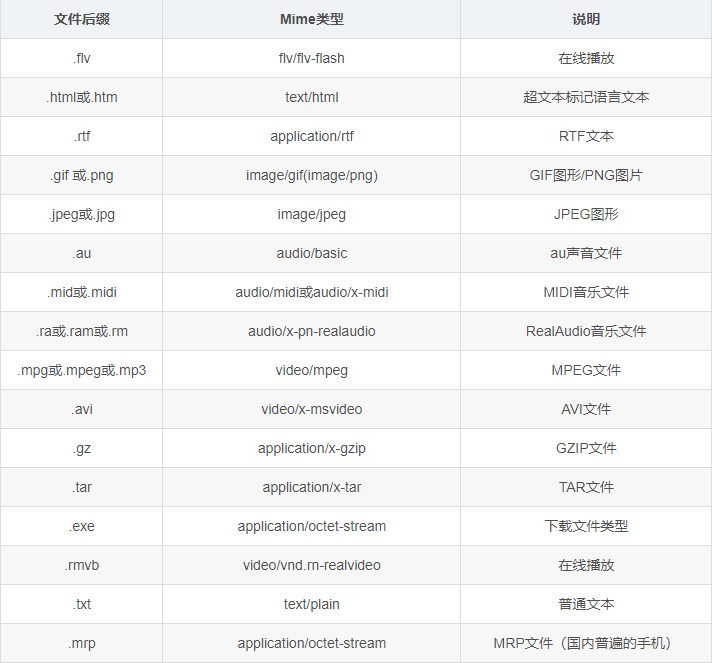 文件后缀 Mime类型 说明
.flv flv/flv-flash 在线播放
.html或.htm text/html 超文本标记语言文本
.rtf application/rtf RTF文本
.gif 或.png image/gif(image/png) GIF图形/PNG图片
.jpeg或.jpg image/jpeg JPEG图形
.au audio/basic au声音文件
.mid或.midi audio/midi或audio/x-midi MIDI音乐文件
.ra或.ram或.rm audio/x-pn-realaudio RealAudio音乐文件
.mpg或.mpeg或.mp3 video/mpeg MPEG文件
.avi video/x-msvideo AVI文件
.gz application/x-gzip GZIP文件
.tar application/x-tar TAR文件
.exe application/octet-stream 下载文件类型
.rmvb video/vnd.rn-realvideo 在线播放
.txt text/plain 普通文本
.mrp application/octet-stream MRP文件（国内普遍的手机）